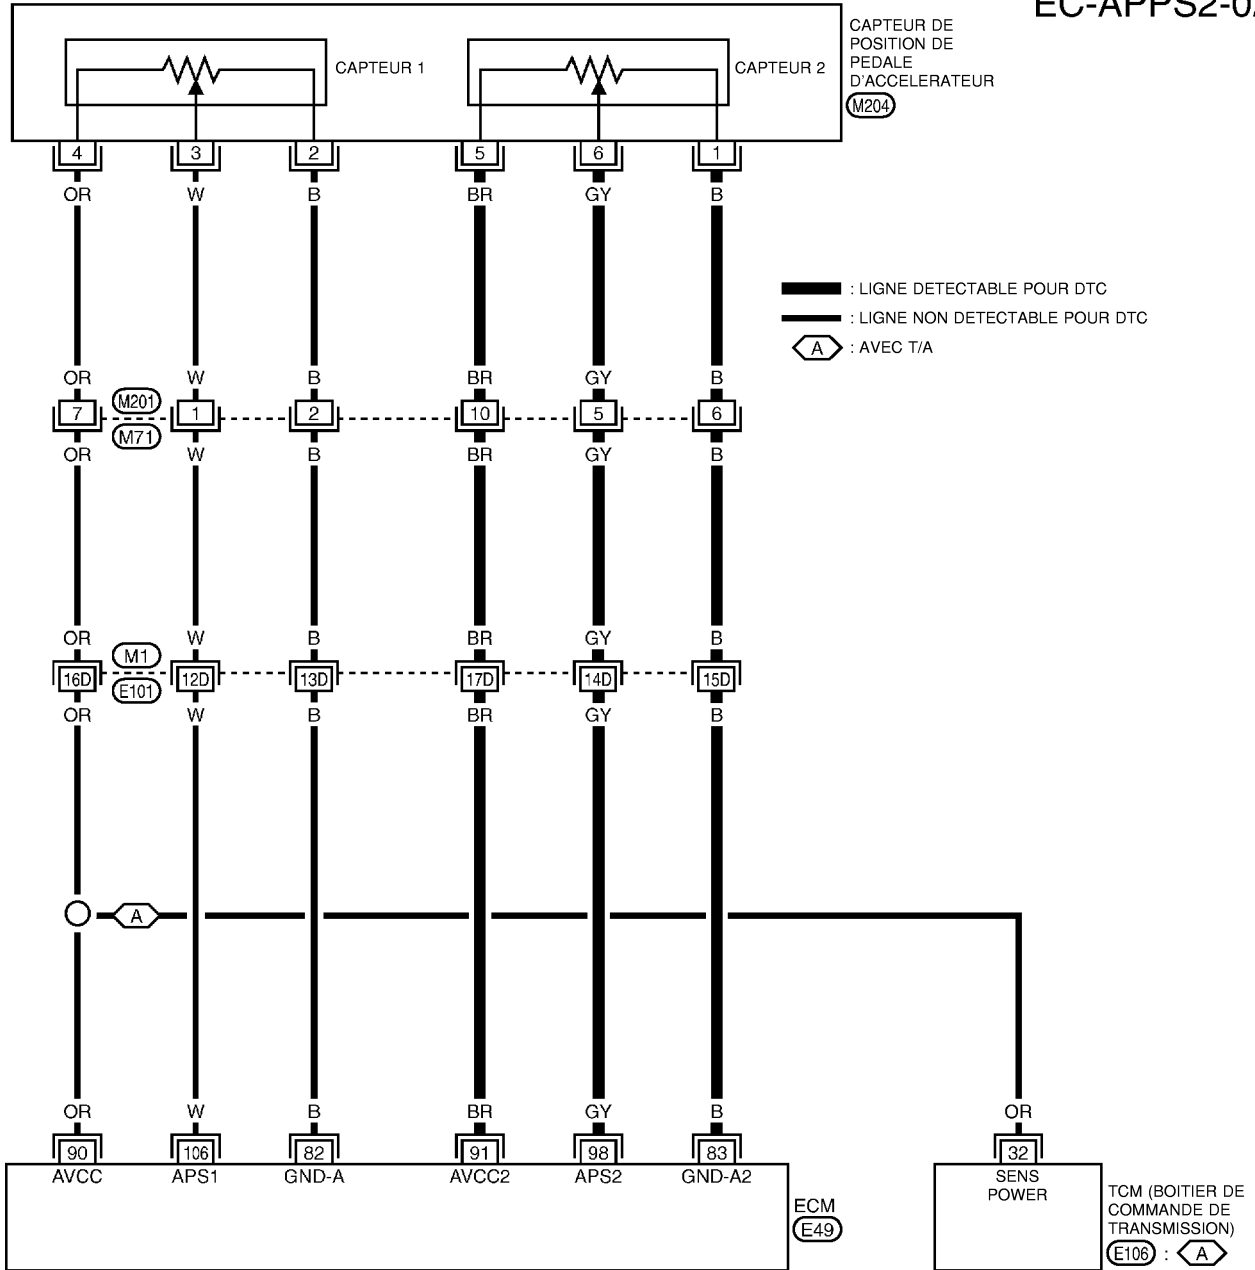 EC-APPS2-02
CAPTEUR DE
POSITION DE
PEDALE
D'ACCELERATEUR
M204
CAPTEUR 1
CAPTEUR 2
4 3 2 5 6 1
OR W B BR GY B
: LIGNE DETECTABLE POUR DTC
: LIGNE NON DETECTABLE POUR DTC
A : AVEC T/A
OR W B BR GY B
M201
7 1 2 10 5 6
M71
OR W B BR GY B
OR W B BR GY B
M1
16D 12D 13D 17D 14D 15D
E101
OR W B BR GY B
A
OR W B BR GY B OR
90 106 82 91 98 83 32
AVCC APS1 GND-A AVCC2 APS2 GND-A2
SENS
POWER
ECM
E49
TCM (BOITIER DE
COMMANDE DE
TRANSMISSION)
E106 : A